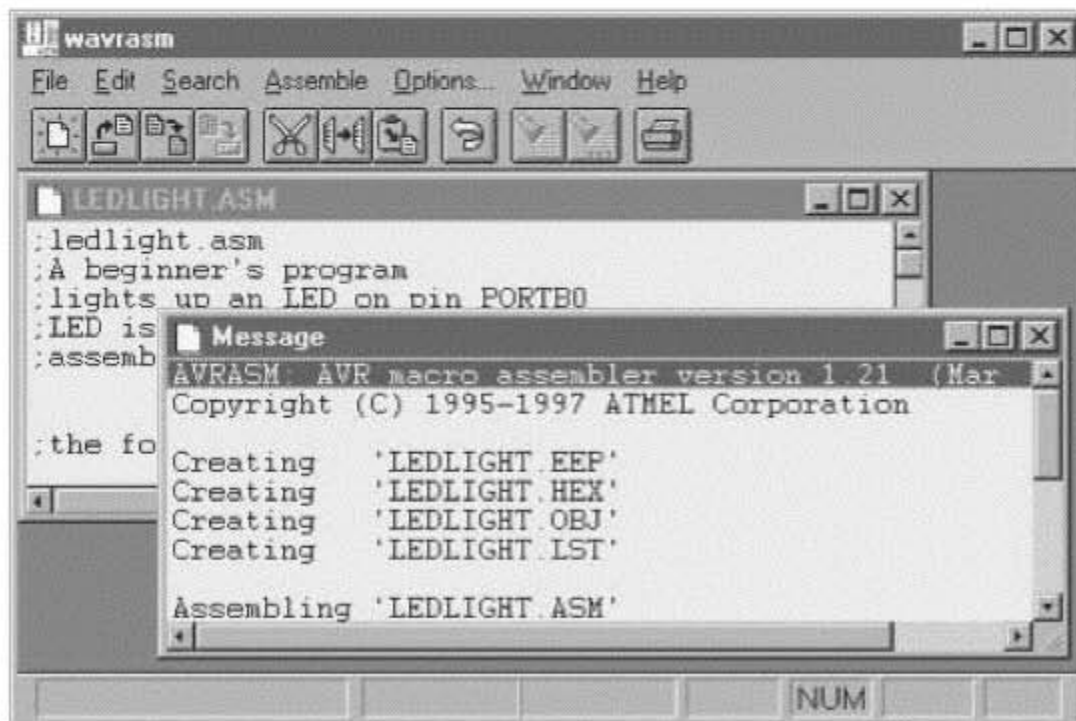 wavrasm
File Edit Search Assemble Options... Window Help
LEDLIGHT.ASM
;ledlight.asm
;A beginner's program
;lights up an LED on pin PORTB0
;LED is
;assemb
;the fo
Message
AVRASM: AVR macro assembler version 1.21 (Mar
Copyright (C) 1995-1997 ATMEL Corporation
Creating 'LEDLIGHT.EEP'
Creating 'LEDLIGHT.HEX'
Creating 'LEDLIGHT.OBJ'
Creating 'LEDLIGHT.LST'
Assembling 'LEDLIGHT.ASM'
NUM